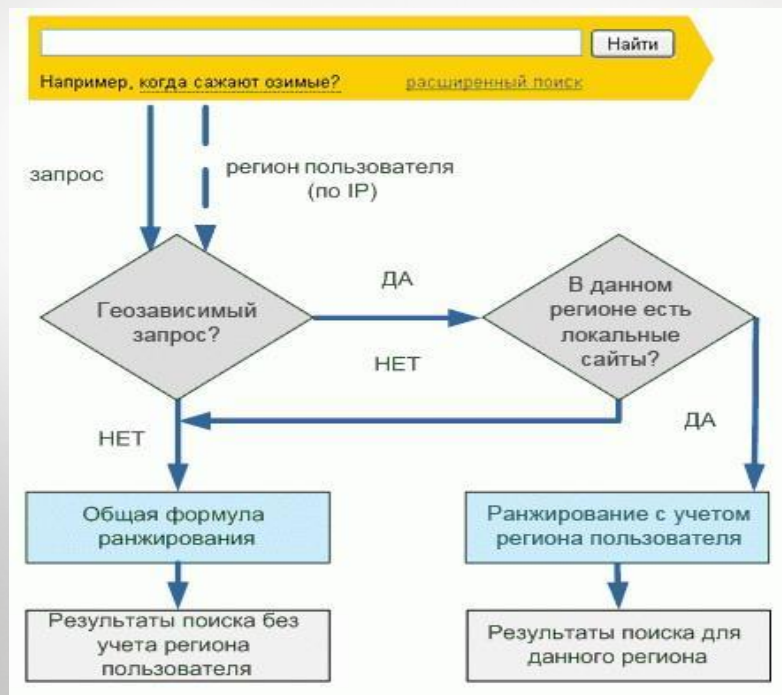 Найти
Например, когда сажают озимые?
расширенный поиск
запрос
регион пользователя
(по IP)
Геозависимый
запрос?
ДА
В данном
регионе есть
локальные
сайты?
НЕТ
НЕТ
ДА
Общая формула
ранжирования
Ранжирование с учетом
региона пользователя
Результаты поиска без
учета региона
пользователя
Результаты поиска для
данного региона